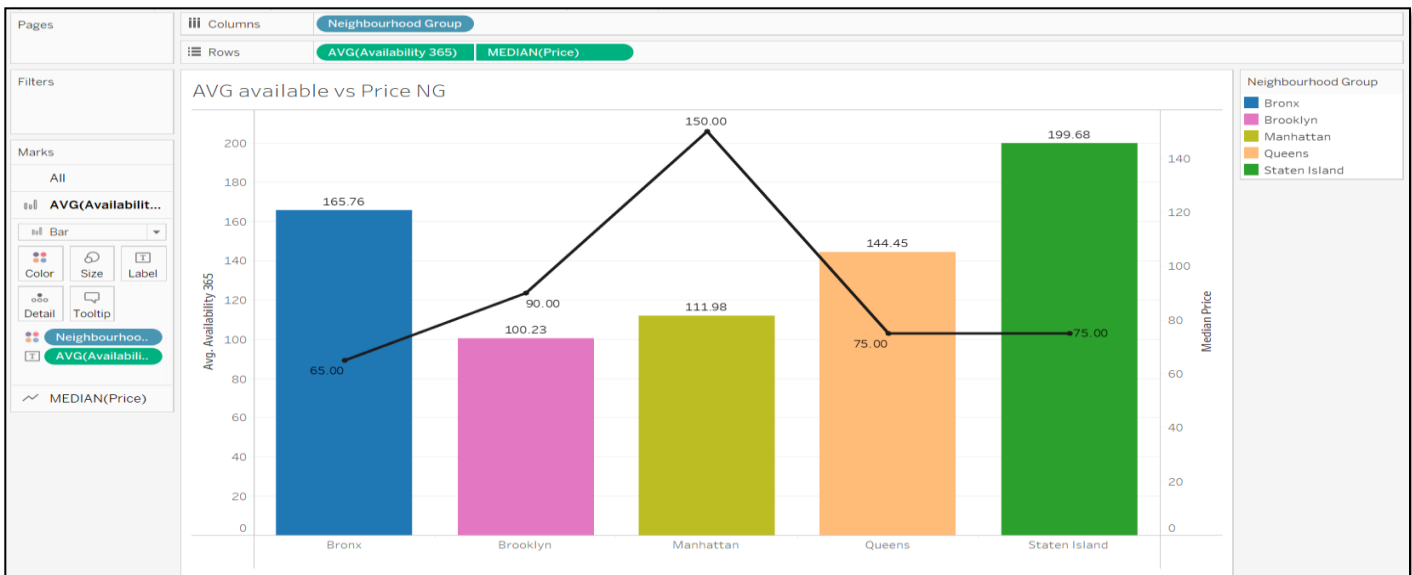 Pages
Columns
Neighbourhood Group
Rows
AVG(Availability 365)
MEDIAN(Price)
Filters
Marks
All
AVG(Availabilit...
Bar
Color
Size
Label
Detail
Tooltip
Neighbourhoo..
AVG(Availabili..
MEDIAN(Price)
AVG available vs Price NG
Avg. Availability 365
200
180
160
140
120
100
80
60
40
20
0
165.76
100.23
111.98
144.45
199.68
65.00
90.00
150.00
75.00
75.00
Bronx
Brooklyn
Manhattan
Queens
Staten Island
140
120
100
80
60
40
20
0
Median Price
Neighbourhood Group
Bronx
Brooklyn
Manhattan
Queens
Staten Island